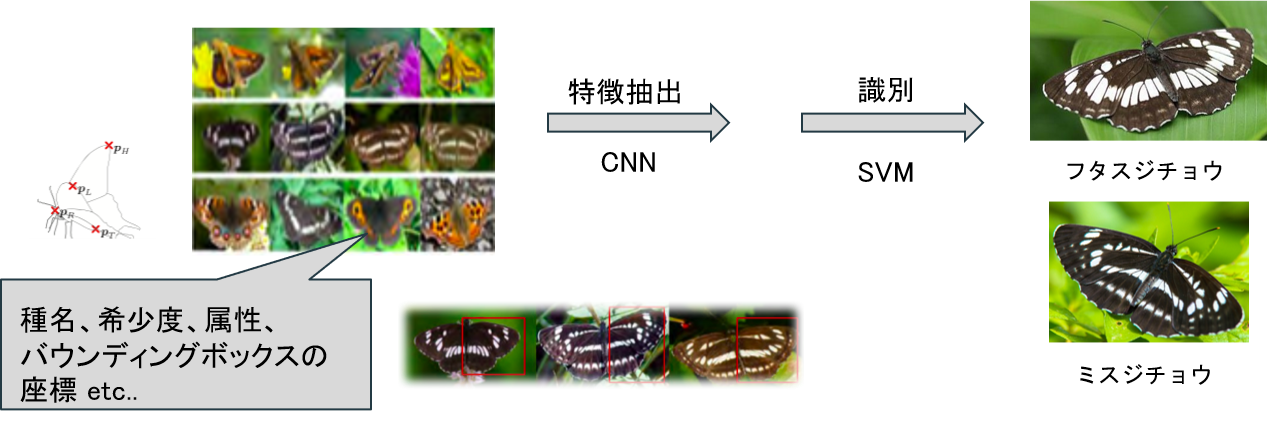 p_H
p_L
p_R
p_T
種名、希少度、属性、
バウンディングボックスの
座標 etc..
特徴抽出
CNN
識別
SVM
フタスジチョウ
ミスジチョウ